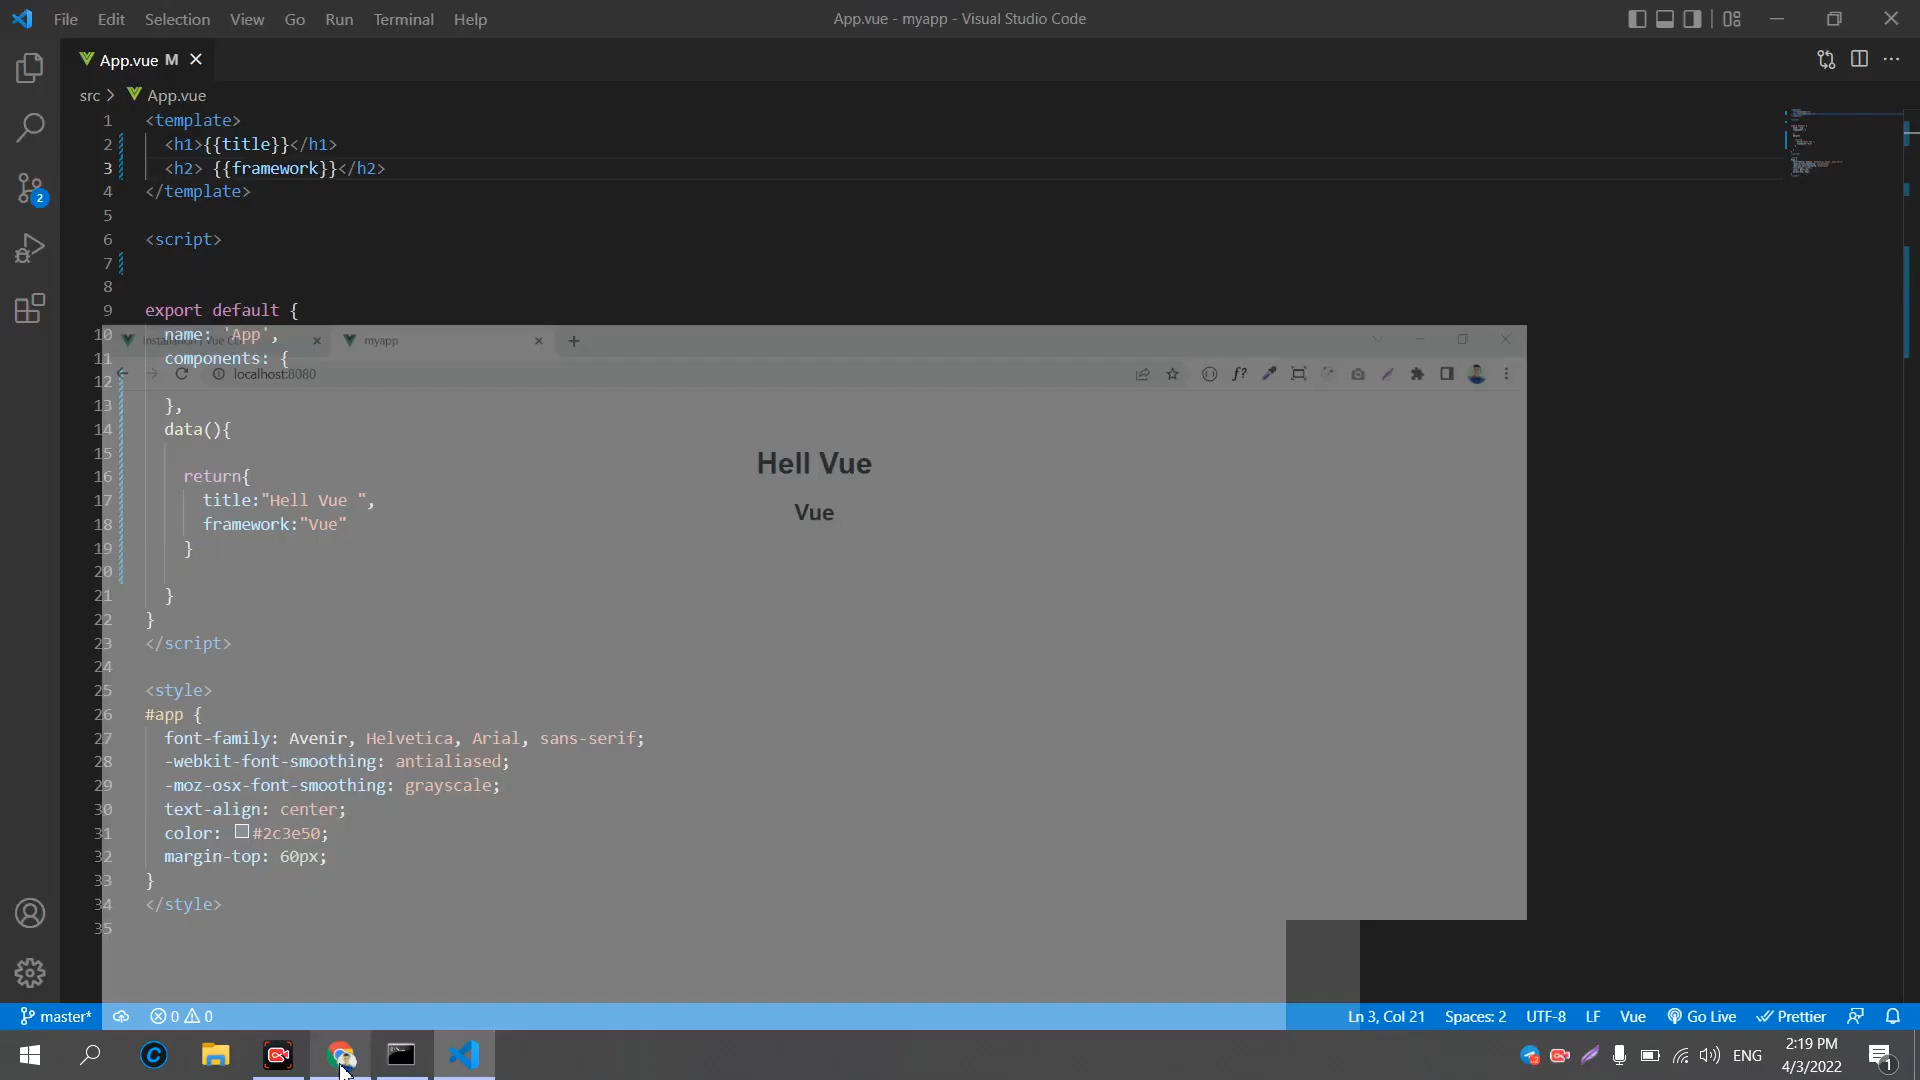 File Edit Selection View Go Run Terminal Help
App.vue - myapp - Visual Studio Code
App.vue M
src > App.vue
1 <template>
2 <h1>{{title}}</h1>
3 <h2> {{framework}}</h2>
4 </template>
5
6 <script>
7
8
9 export default {
10 name: 'App',
11 components: {
12
13 },
14 data(){
15
16 return{
17 title:"Hell Vue ",
18 framework:"Vue"
19 }
20
21 }
22 }
23 </script>
24
25 <style>
26 #app {
27 font-family: Avenir, Helvetica, Arial, sans-serif;
28 -webkit-font-smoothing: antialiased;
29 -moz-osx-font-smoothing: grayscale;
30 text-align: center;
31 color: #2c3e50;
32 margin-top: 60px;
33 }
34 </style>
35
Installation | Vue
myapp
localhost:8080
f?
Hell Vue
Vue
2
master* 0 0
Ln 3, Col 21 Spaces: 2 UTF-8 LF Vue Go Live Prettier
ENG
2:19 PM
4/3/2022
1